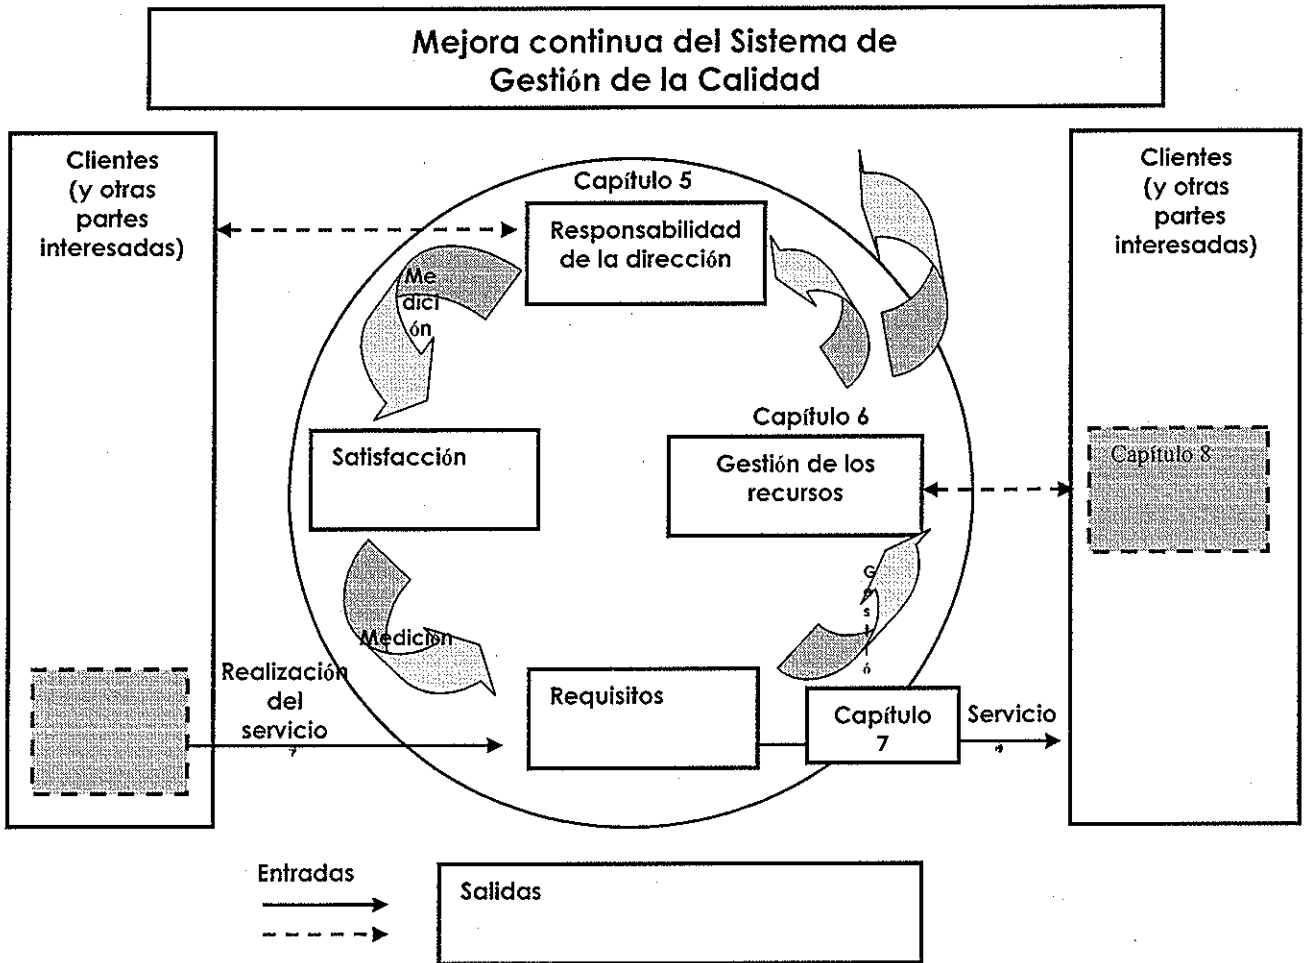 Mejora continua del Sistema de
Gestión de la Calidad
Clientes
(y otras
partes
interesadas)
Capítulo 5
Responsabilidad
de la dirección
Clientes
(y otras
partes
interesadas)
Me
dici
ón
Capítulo 6
Gestión de los
recursos
Satisfacción
Capítulo 8
G
e
s
t
i
ó
Medición
Realización
del
servicio
Requisitos
Capítulo
7
Servicio
Entradas
Salidas